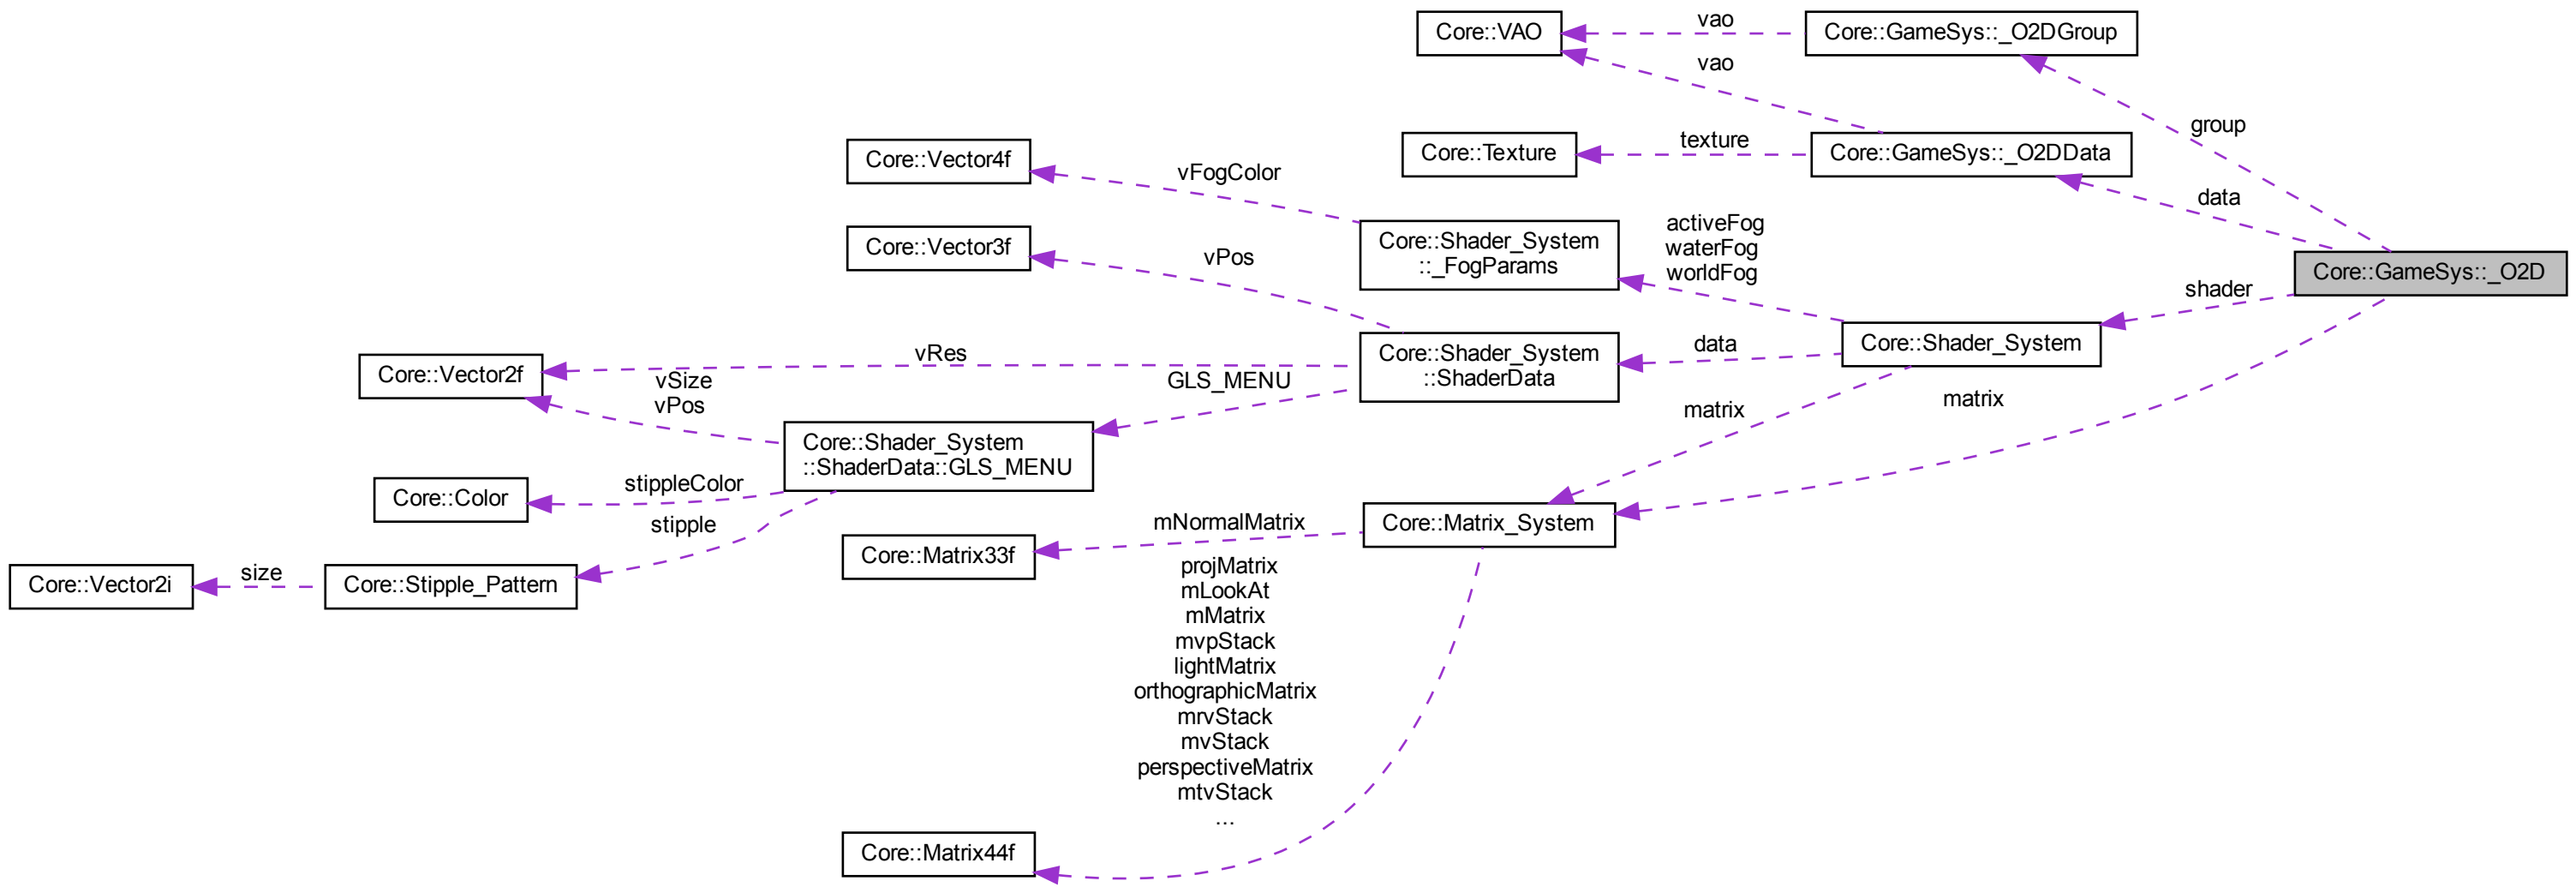 Core::VAO
vao
Core::GameSys::_O2DGroup
vao
group
Core::Vector4f
vFogColor
Core::Texture
texture
Core::GameSys::_O2DData
data
Core::Vector3f
vPos
Core::Shader_System
::_FogParams
activeFog
waterFog
worldFog
Core::GameSys::_O2D
shader
Core::Vector2f
vRes
vSize
vPos
GLS_MENU
Core::Shader_System
::ShaderData
data
Core::Shader_System
matrix
matrix
Core::Shader_System
::ShaderData::GLS_MENU
Core::Color
stippleColor
stipple
Core::Vector2i
size
Core::Stipple_Pattern
Core::Matrix33f
mNormalMatrix
Core::Matrix_System
projMatrix
mLookAt
mMatrix
mvpStack
lightMatrix
orthographicMatrix
mrvStack
mvStack
perspectiveMatrix
mtvStack
...
Core::Matrix44f